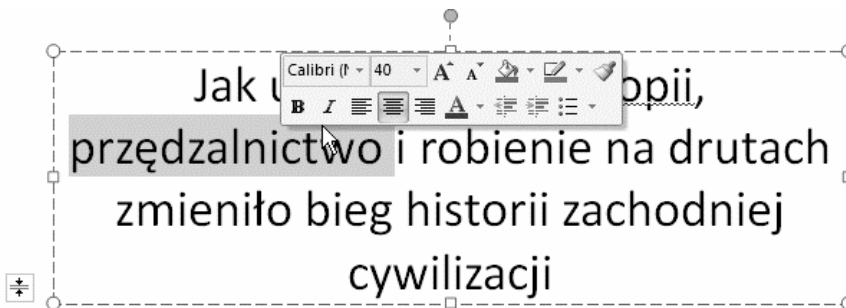 Calibri (
40
A A
B I A
Jak u opii,
przędzalnictwo i robienie na drutach
zmieniło bieg historii zachodniej
cywilizacji